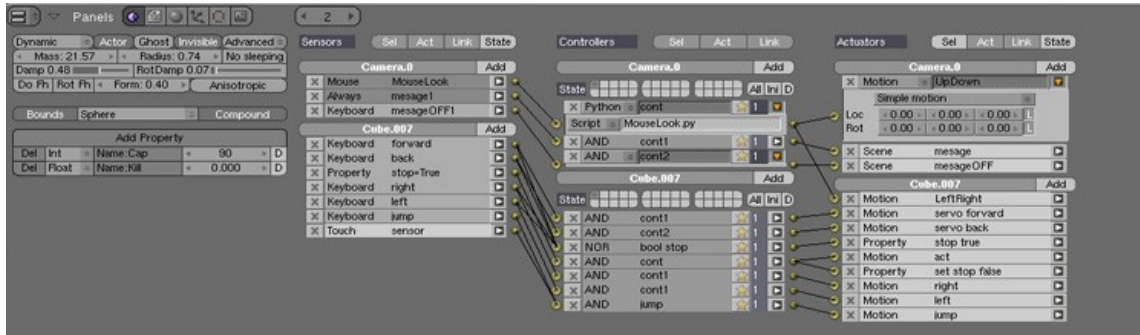 Panels 2
Dynamic Actor Ghost Invisible Advanced
Mass: 21.57 Radius: 0.74 No sleeping
Damp 0.48 RotDamp 0.07
Do Fh Rot Fh Form: 0.40 Anisotropic
Bounds Sphere Compound
Add Property
Del Int Name:Cap 90 D
Del Float Name:Kill 0.000 D
Sensors Sel Act Link State
Camera.0 Add
X Mouse MouseLook
X Always mesage1
X Keyboard mesageOFF1
Cube.007 Add
X Keyboard forward
X Keyboard back
X Property stop=True
X Keyboard right
X Keyboard left
X Keyboard jump
X Touch sensor
Controllers Sel Act Link
Camera.0 Add
State All Ini D
X Python cont 1
Script MouseLook.py
X AND cont1 1
X AND cont2 1
Cube.007 Add
State All Ini D
X AND cont1 1
X AND cont2 1
X NOR bool stop 1
X AND cont 1
X AND cont1 1
X AND cont1 1
X AND jump 1
Actuators Sel Act Link State
Camera.0 Add
X Motion UpDown
Simple motion
Loc 0.00 0.00 0.00 L
Rot 0.00 0.00 0.00 L
X Scene mesage
X Scene mesageOFF
Cube.007 Add
X Motion LeftRight
X Motion servo forvard
X Motion servo back
X Property stop true
X Motion act
X Property set stop false
X Motion right
X Motion left
X Motion jump